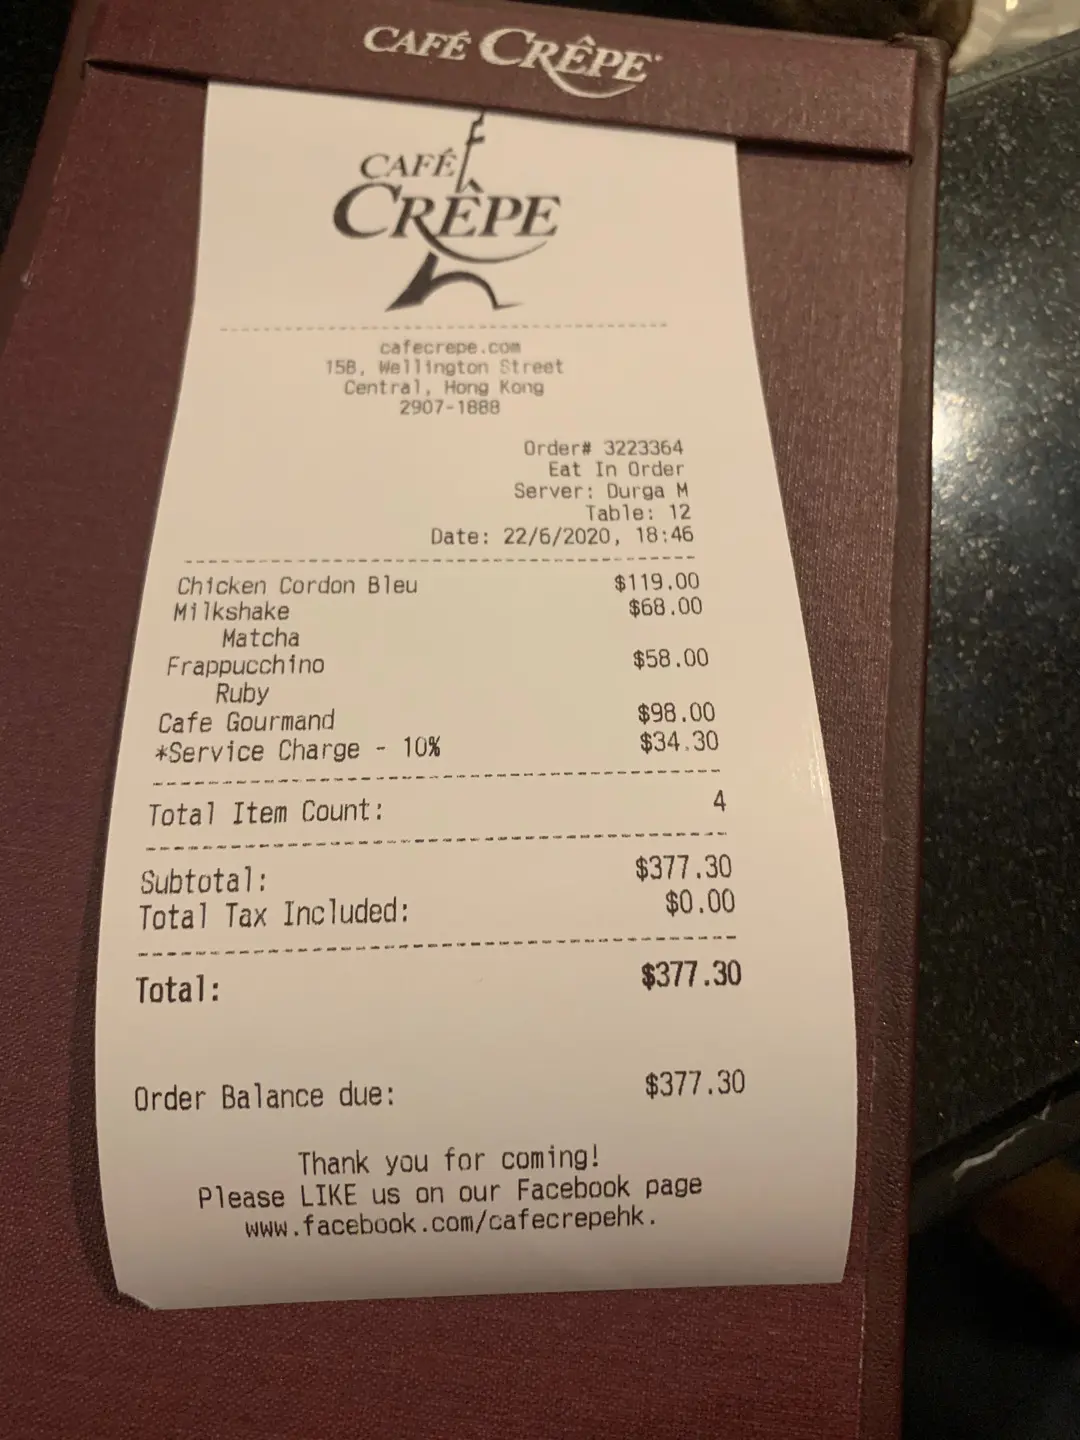 CAFÉ CRÊPE
CAFÉ
CRÊPE
cafecrepe.com
15B, Wellington Street
Central, Hong Kong
2907-1888
Order# 3223364
Eat In Order
Server: Durga M
Table: 12
Date: 22/6/2020, 18:46
Chicken Cordon Bleu $119.00
Milkshake $68.00
Matcha
Frappucchino $58.00
Ruby
Cafe Gourmand $98.00
*Service Charge - 10% $34.30
Total Item Count: 4
Subtotal: $377.30
Total Tax Included: $0.00
Total: $377.30
Order Balance due: $377.30
Thank you for coming!
Please LIKE us on our Facebook page
www.facebook.com/cafecrepehk.